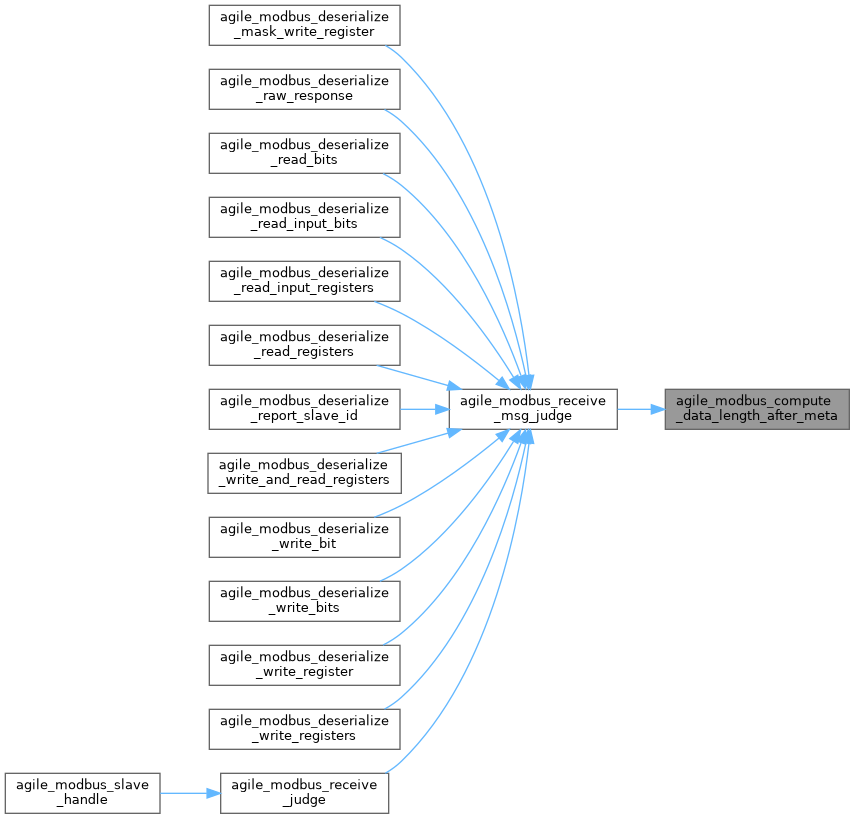 agile_modbus_deserialize
_mask_write_register
agile_modbus_deserialize
_raw_response
agile_modbus_deserialize
_read_bits
agile_modbus_deserialize
_read_input_bits
agile_modbus_deserialize
_read_input_registers
agile_modbus_deserialize
_read_registers
agile_modbus_deserialize
_report_slave_id
agile_modbus_receive
_msg_judge
agile_modbus_compute
_data_length_after_meta
agile_modbus_deserialize
_write_and_read_registers
agile_modbus_deserialize
_write_bit
agile_modbus_deserialize
_write_bits
agile_modbus_deserialize
_write_register
agile_modbus_deserialize
_write_registers
agile_modbus_slave
_handle
agile_modbus_receive
_judge